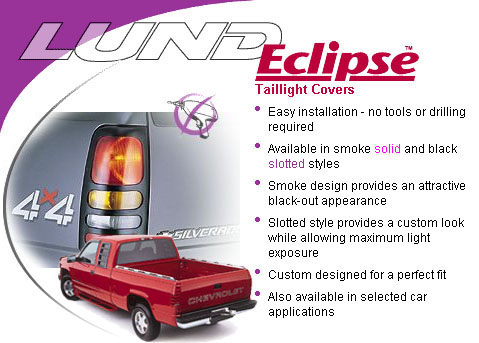 LUND
Eclipse™
Taillight Covers
• Easy installation - no tools or drilling
required
• Available in smoke solid and black
slotted styles
• Smoke design provides an attractive
black-out appearance
• Slotted style provides a custom look
while allowing maximum light
exposure
• Custom designed for a perfect fit
• Also available in selected car
applications
4x4
SILVERADO
CHEVROLET